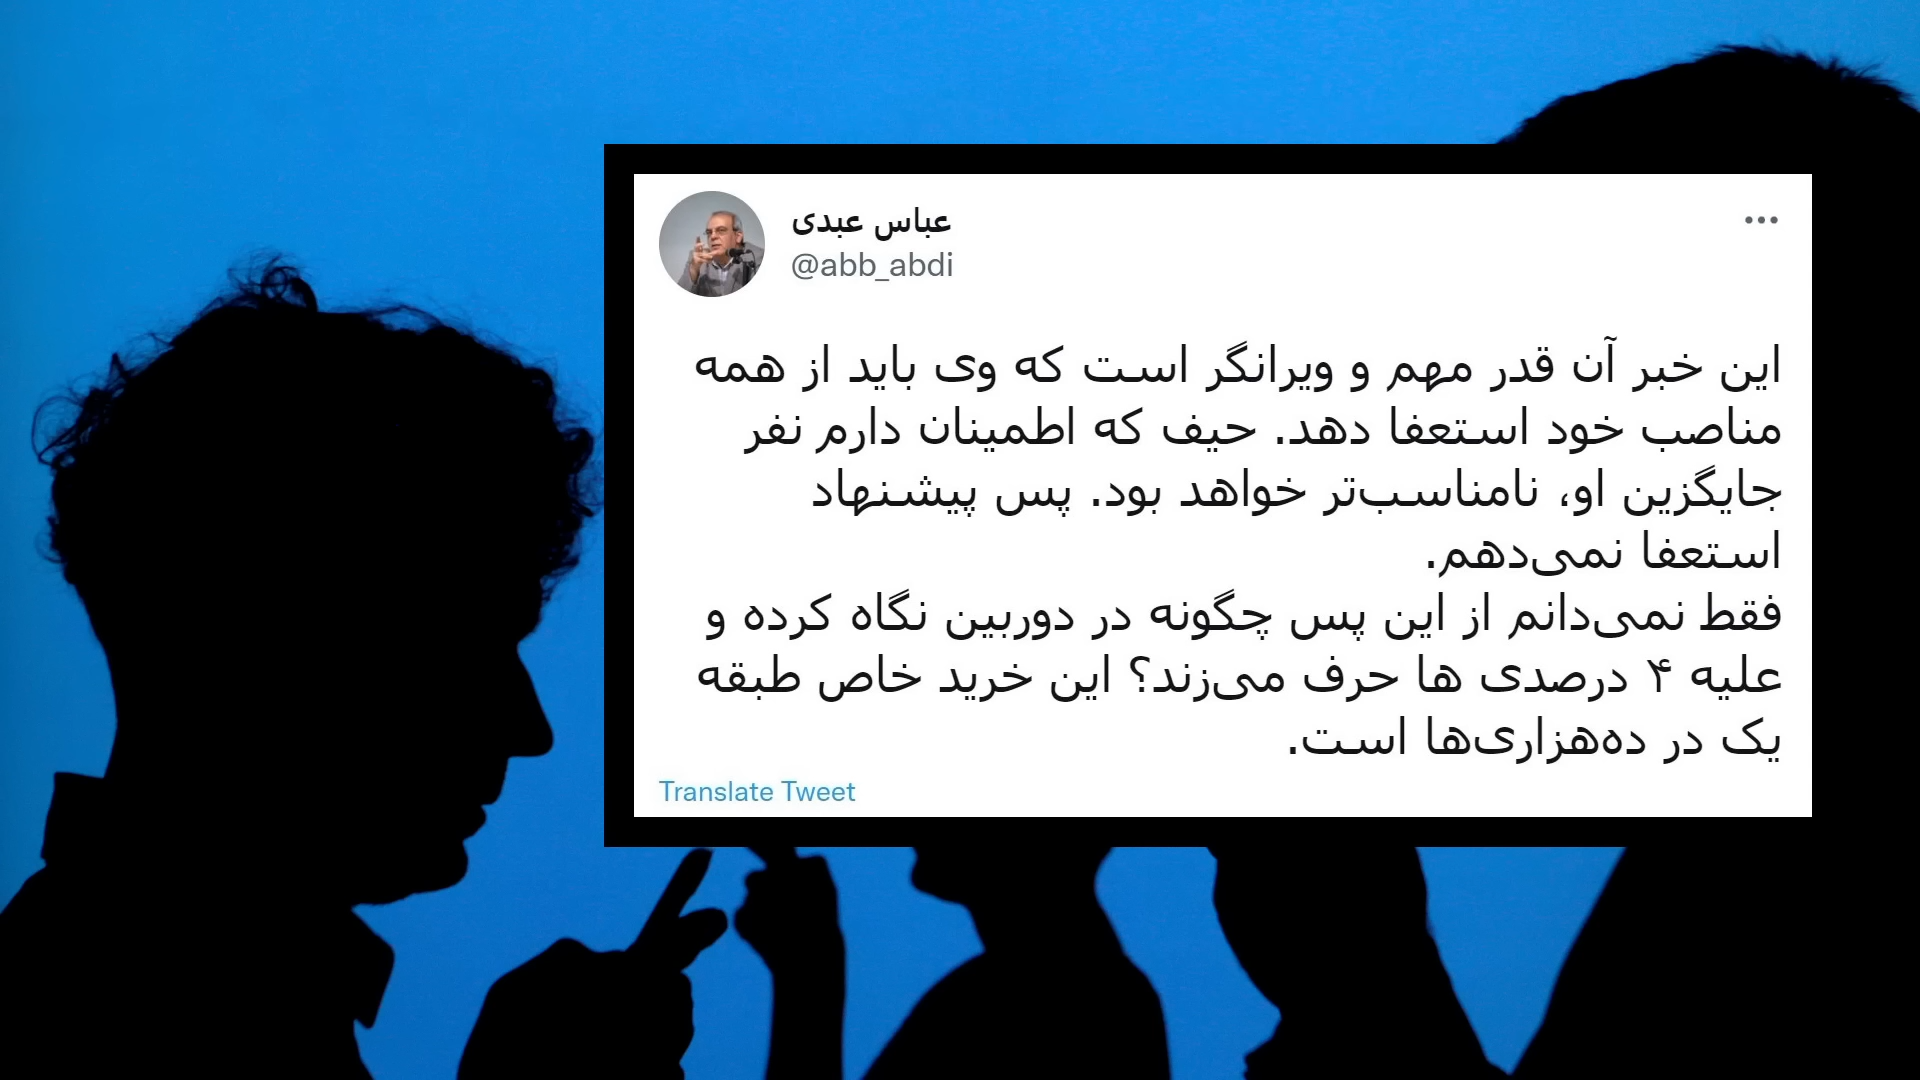 عباس عبدی
@abb_abdi
این خبر آن قدر مهم و ویرانگر است که وی باید از همه
مناصب خود استعفا دهد. حیف که اطمینان دارم نفر
جایگزین او، نامناسب‌تر خواهد بود. پس پیشنهاد
استعفا نمی‌دهم.
فقط نمی‌دانم از این پس چگونه در دوربین نگاه کرده و
علیه ۴ درصدی ها حرف می‌زند؟ این خرید خاص طبقه
یک در ده‌هزاری‌ها است.
Translate Tweet